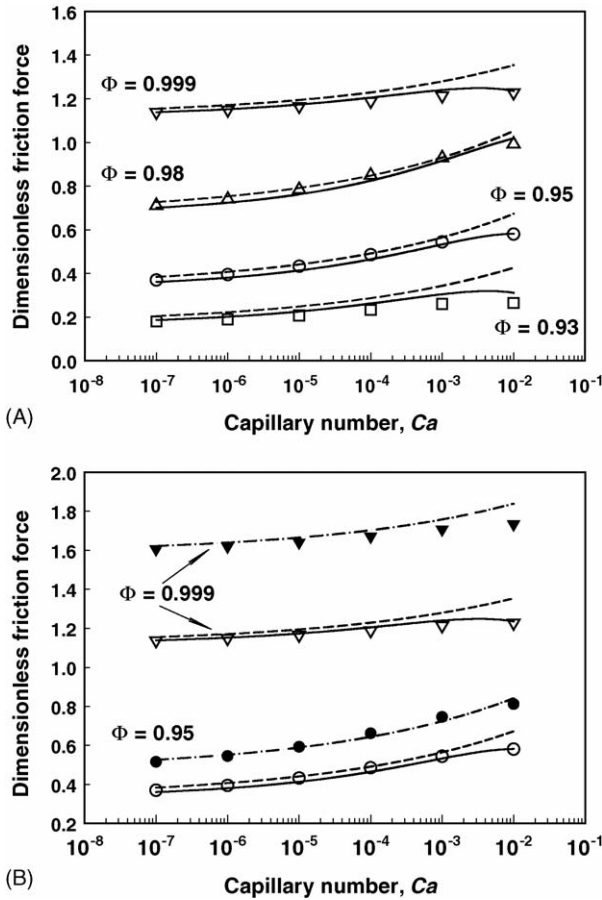 1.6
1.4
1.2
1.0
0.8
0.6
0.4
0.2
0.0
Dimensionless friction force
Φ = 0.999
Φ = 0.98
Φ = 0.95
Φ = 0.93
10⁻⁸ 10⁻⁷ 10⁻⁶ 10⁻⁵ 10⁻⁴ 10⁻³ 10⁻² 10⁻¹
(A)
Capillary number, Ca
2.0
1.8
1.6
1.4
1.2
1.0
0.8
0.6
0.4
0.2
Dimensionless friction force
Φ = 0.999
Φ = 0.95
10⁻⁸ 10⁻⁷ 10⁻⁶ 10⁻⁵ 10⁻⁴ 10⁻³ 10⁻² 10⁻¹
(B)
Capillary number, Ca